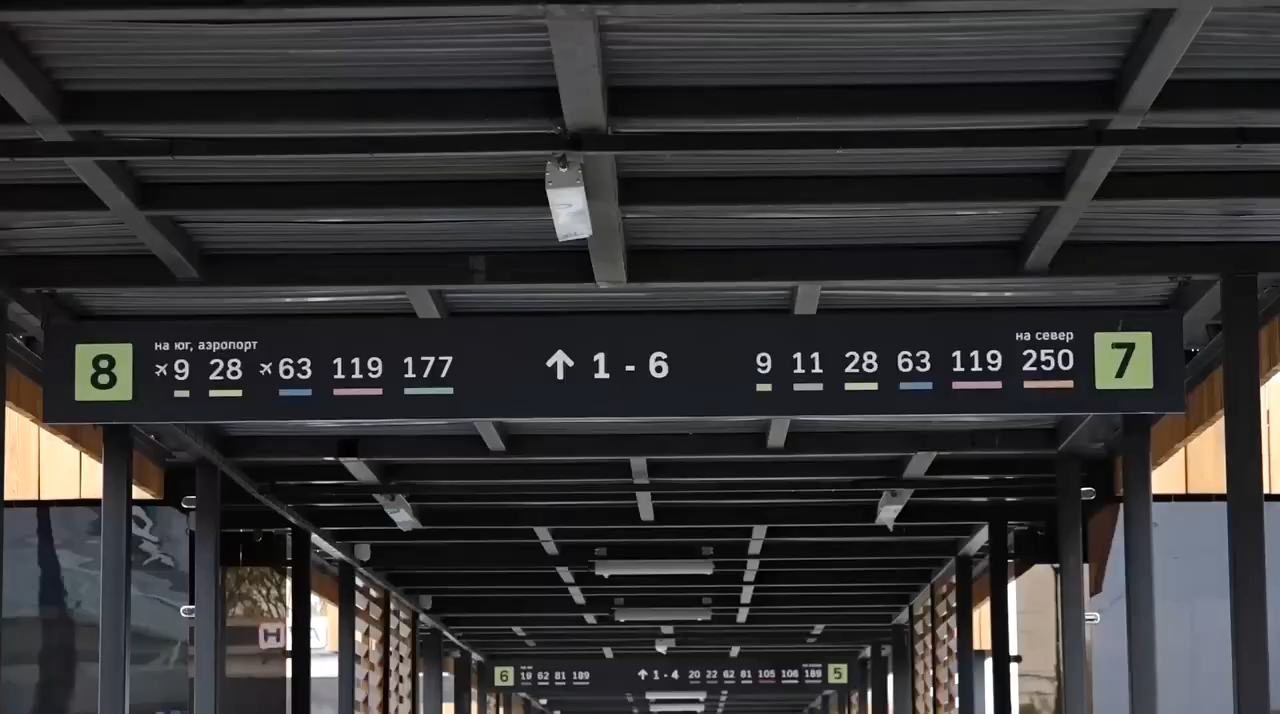 8
на юг, аэропорт
9 28 63 119 177
↑ 1 - 6
на север
9 11 28 63 119 250
7
6
19 62 81 189
↑ 1 - 4
20 22 62 81 105 106 189
5